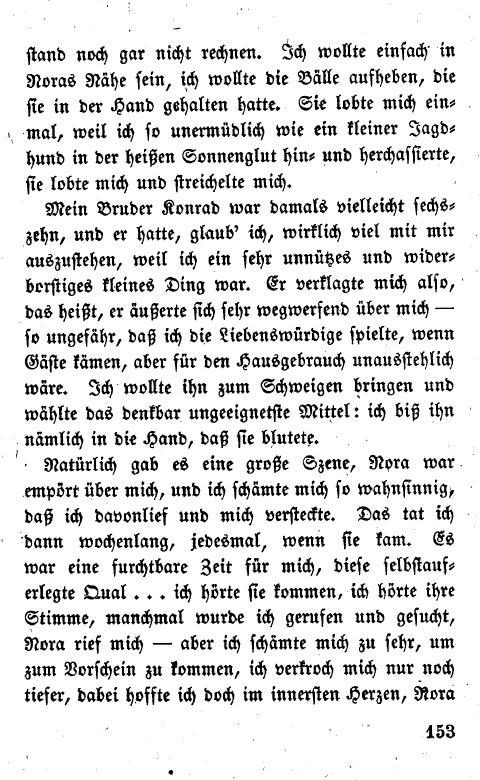 stand noch gar nicht rechnen. Ich wollte einfach in
Noras Nähe sein, ich wollte die Bälle aufheben, die
sie in der Hand gehalten hatte. Sie lobte mich ein-
mal, weil ich so unermüdlich wie ein kleiner Jagd-
hund in der heißen Sonnenglut hin- und herchassierte,
sie lobte mich und streichelte mich.
Mein Bruder Konrad war damals vielleicht sechs-
zehn, und er hatte, glaub' ich, wirklich viel mit mir
auszustehen, weil ich ein sehr unnützes und wider-
borstiges kleines Ding war. Er verklagte mich also,
das heißt, er äußerte sich sehr wegwerfend über mich —
so ungefähr, daß ich die Liebenswürdige spielte, wenn
Gäste kämen, aber für den Hausgebrauch unausstehlich
wäre. Ich wollte ihn zum Schweigen bringen und
wählte das denkbar ungeeignetste Mittel: ich biß ihn
nämlich in die Hand, daß sie blutete.
Natürlich gab es eine große Szene, Nora war
empört über mich, und ich schämte mich so wahnsinnig,
daß ich davonlief und mich versteckte. Das tat ich
dann wochenlang, jedesmal, wenn sie kam. Es
war eine furchtbare Zeit für mich, diese selbstauf-
erlegte Qual . . . ich hörte sie kommen, ich hörte ihre
Stimme, manchmal wurde ich gerufen und gesucht,
Nora rief mich — aber ich schämte mich zu sehr, um
zum Vorschein zu kommen, ich verkroch mich nur noch
tiefer, dabei hoffte ich doch im innersten Herzen, Nora
153